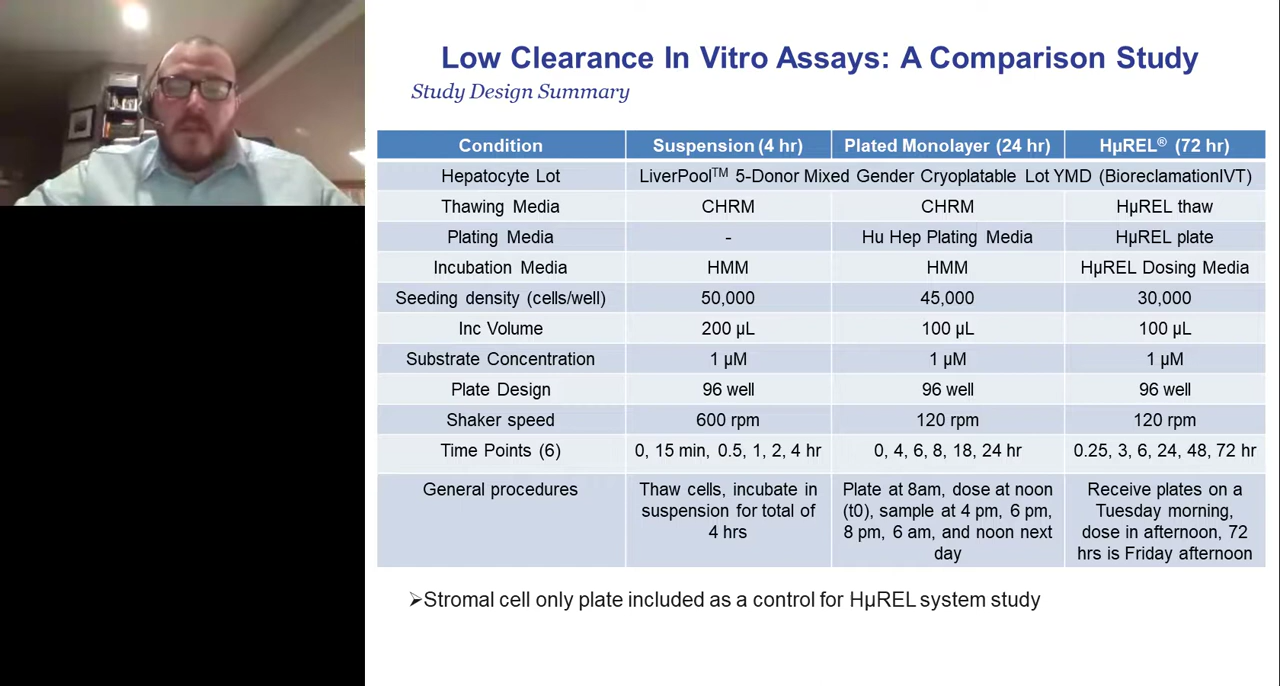 Low Clearance In Vitro Assays: A Comparison Study
Study Design Summary
Condition Suspension (4 hr) Plated Monolayer (24 hr) HµREL® (72 hr)
Hepatocyte Lot LiverPool™ 5-Donor Mixed Gender Cryoplatable Lot YMD (BioreclamationIVT)
Thawing Media CHRM CHRM HµREL thaw
Plating Media - Hu Hep Plating Media HµREL plate
Incubation Media HMM HMM HµREL Dosing Media
Seeding density (cells/well) 50,000 45,000 30,000
Inc Volume 200 µL 100 µL 100 µL
Substrate Concentration 1 µM 1 µM 1 µM
Plate Design 96 well 96 well 96 well
Shaker speed 600 rpm 120 rpm 120 rpm
Time Points (6) 0, 15 min, 0.5, 1, 2, 4 hr 0, 4, 6, 8, 18, 24 hr 0.25, 3, 6, 24, 48, 72 hr
General procedures Thaw cells, incubate in Plate at 8am, dose at noon Receive plates on a
suspension for total of (t0), sample at 4 pm, 6 pm, Tuesday morning,
4 hrs 8 pm, 6 am, and noon next dose in afternoon, 72
day hrs is Friday afternoon
➢Stromal cell only plate included as a control for HµREL system study